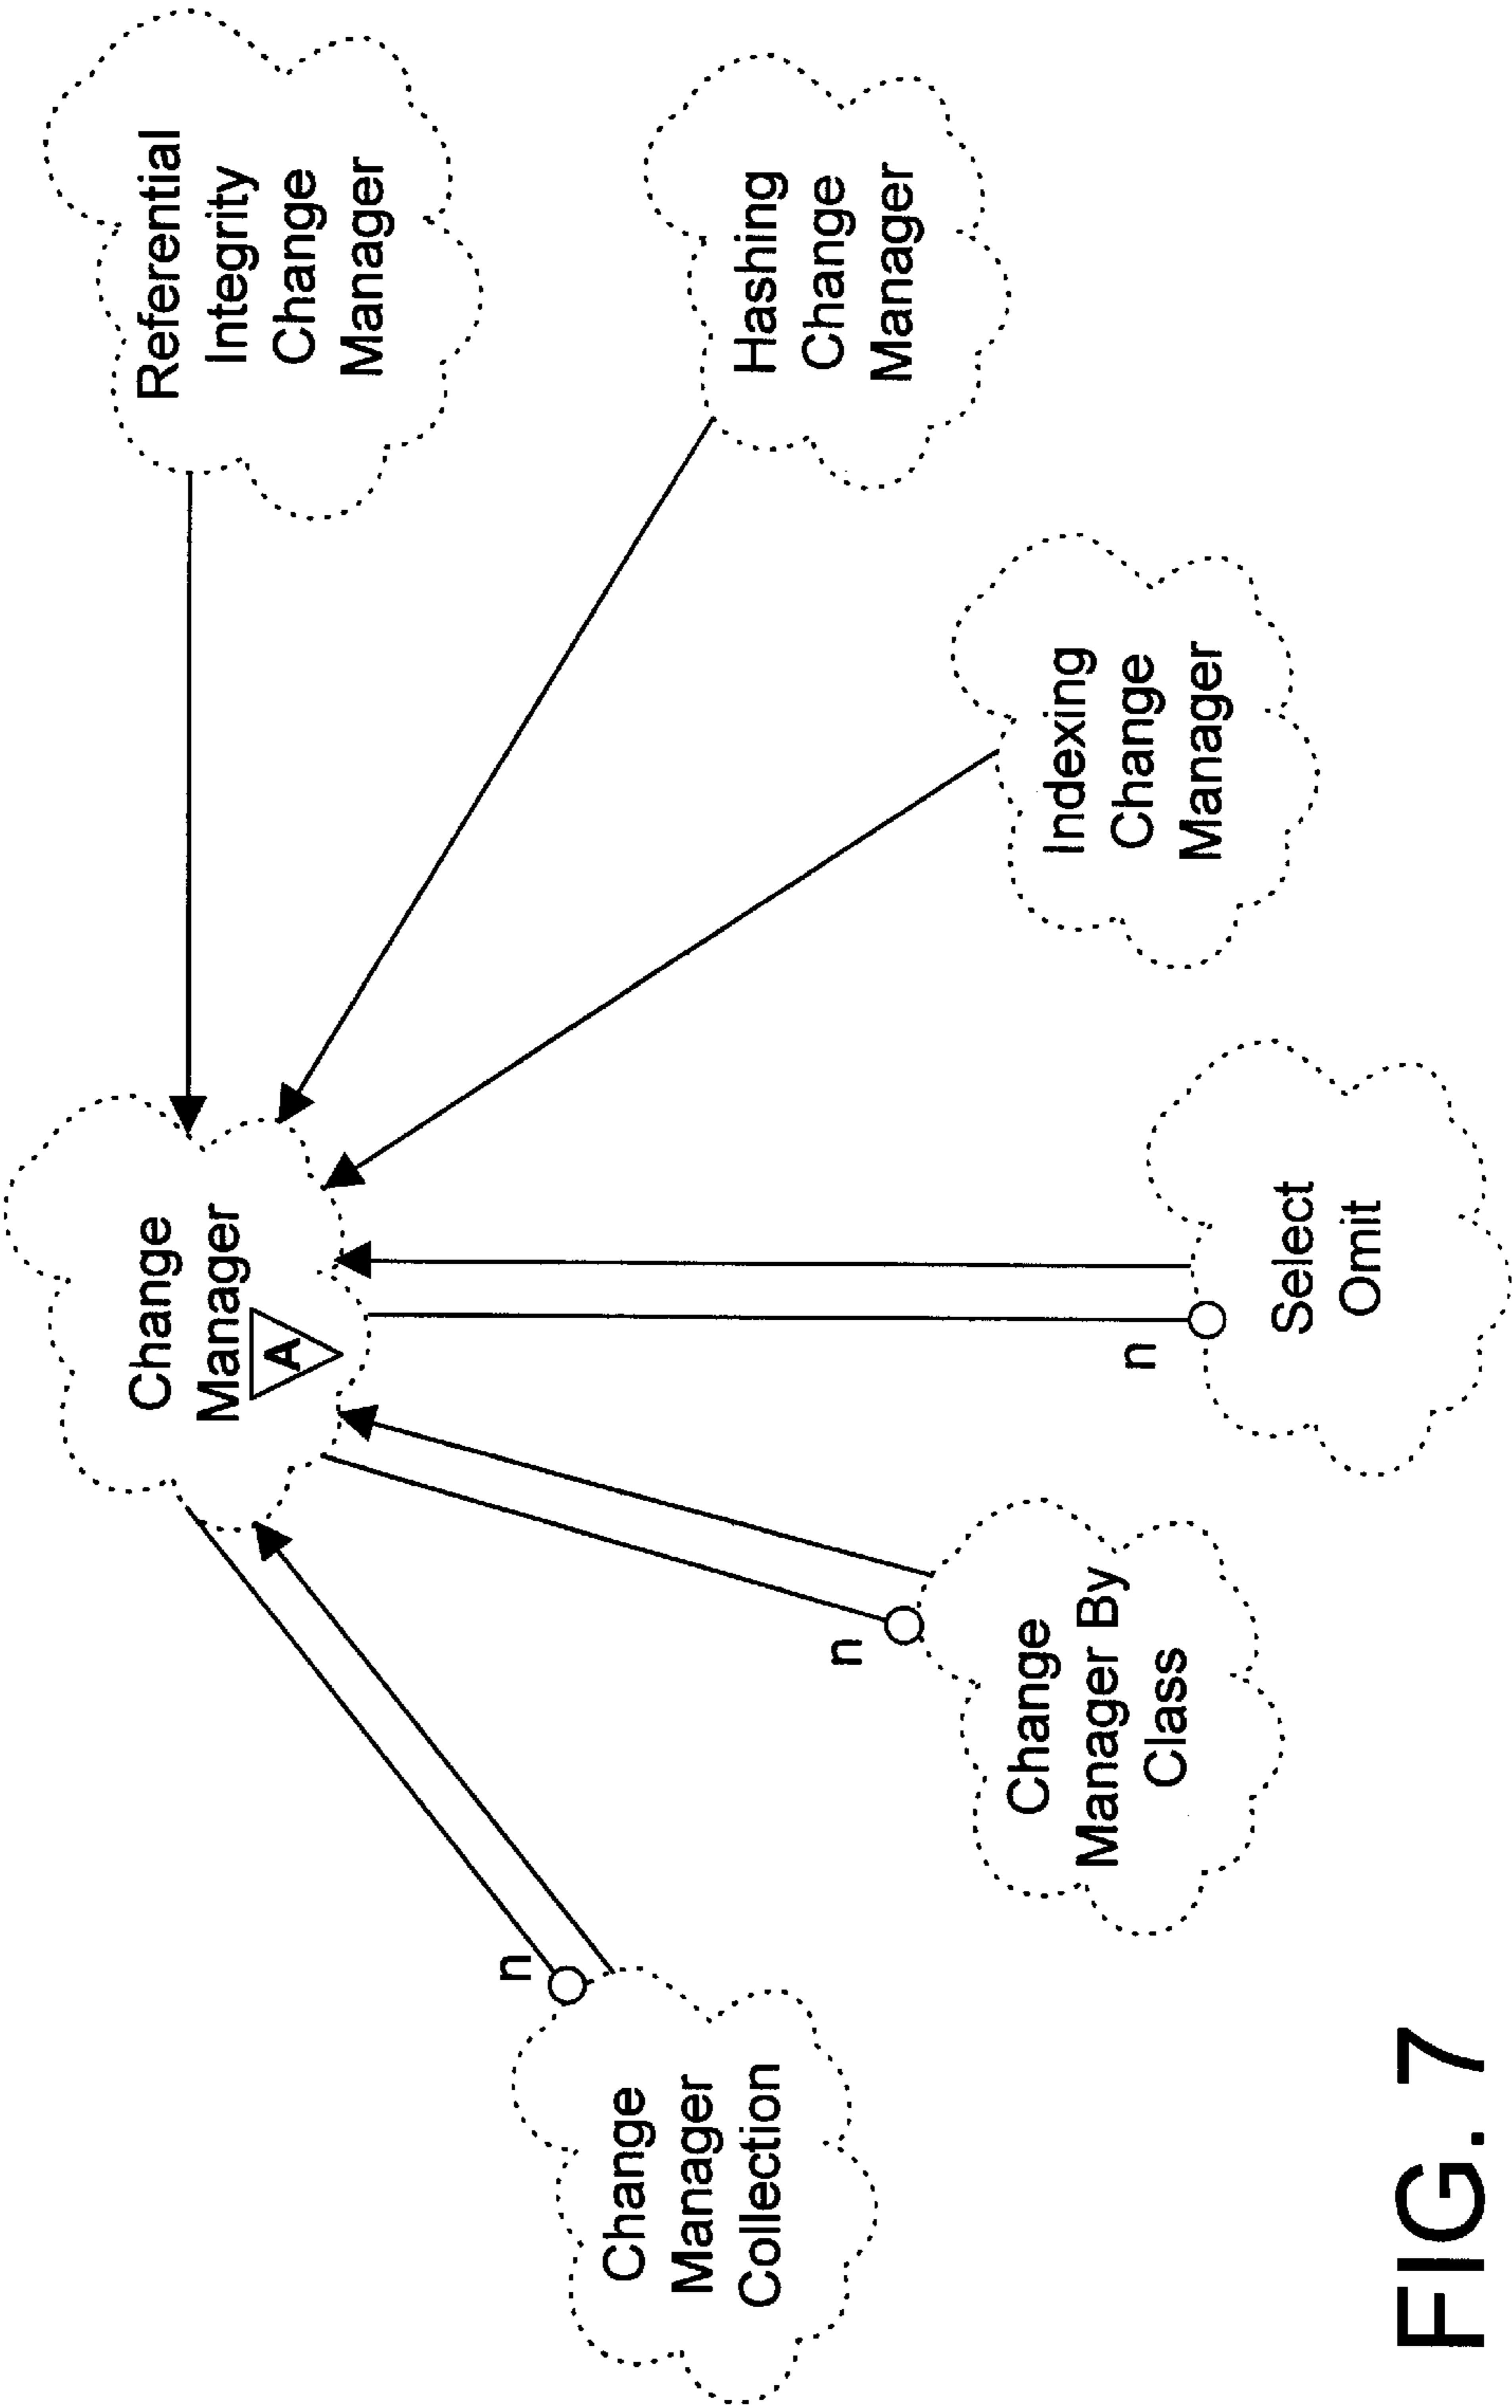 Change
Manager
A
Change
Manager
Collection
n
Change
Manager By
Class
n
Select
Omit
n
Indexing
Change
Manager
Hashing
Change
Manager
Referential
Integrity
Change
Manager
FIG. 7